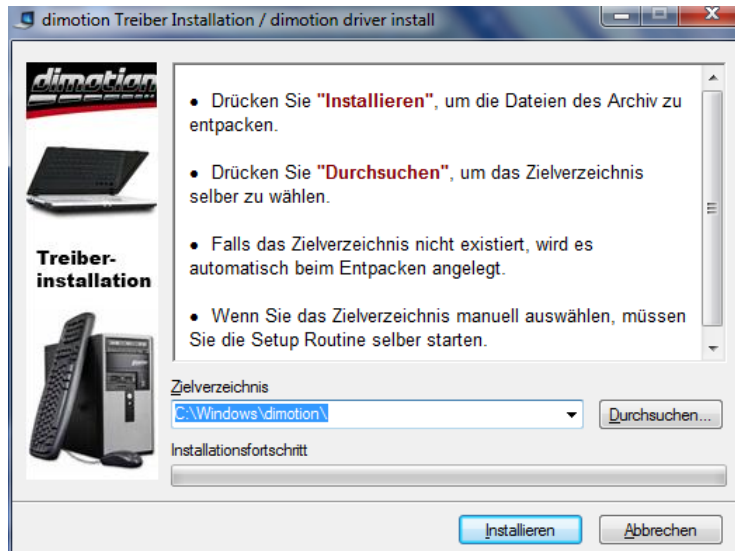 dimotion Treiber Installation / dimotion driver install
dimotion
• Drücken Sie "Installieren", um die Dateien des Archiv zu
entpacken.
• Drücken Sie "Durchsuchen", um das Zielverzeichnis
selber zu wählen.
• Falls das Zielverzeichnis nicht existiert, wird es
automatisch beim Entpacken angelegt.
• Wenn Sie das Zielverzeichnis manuell auswählen, müssen
Sie die Setup Routine selber starten.
Treiber-
installation
Zielverzeichnis
C:\Windows\dimotion\
Durchsuchen...
Installationsfortschritt
Installieren
Abbrechen